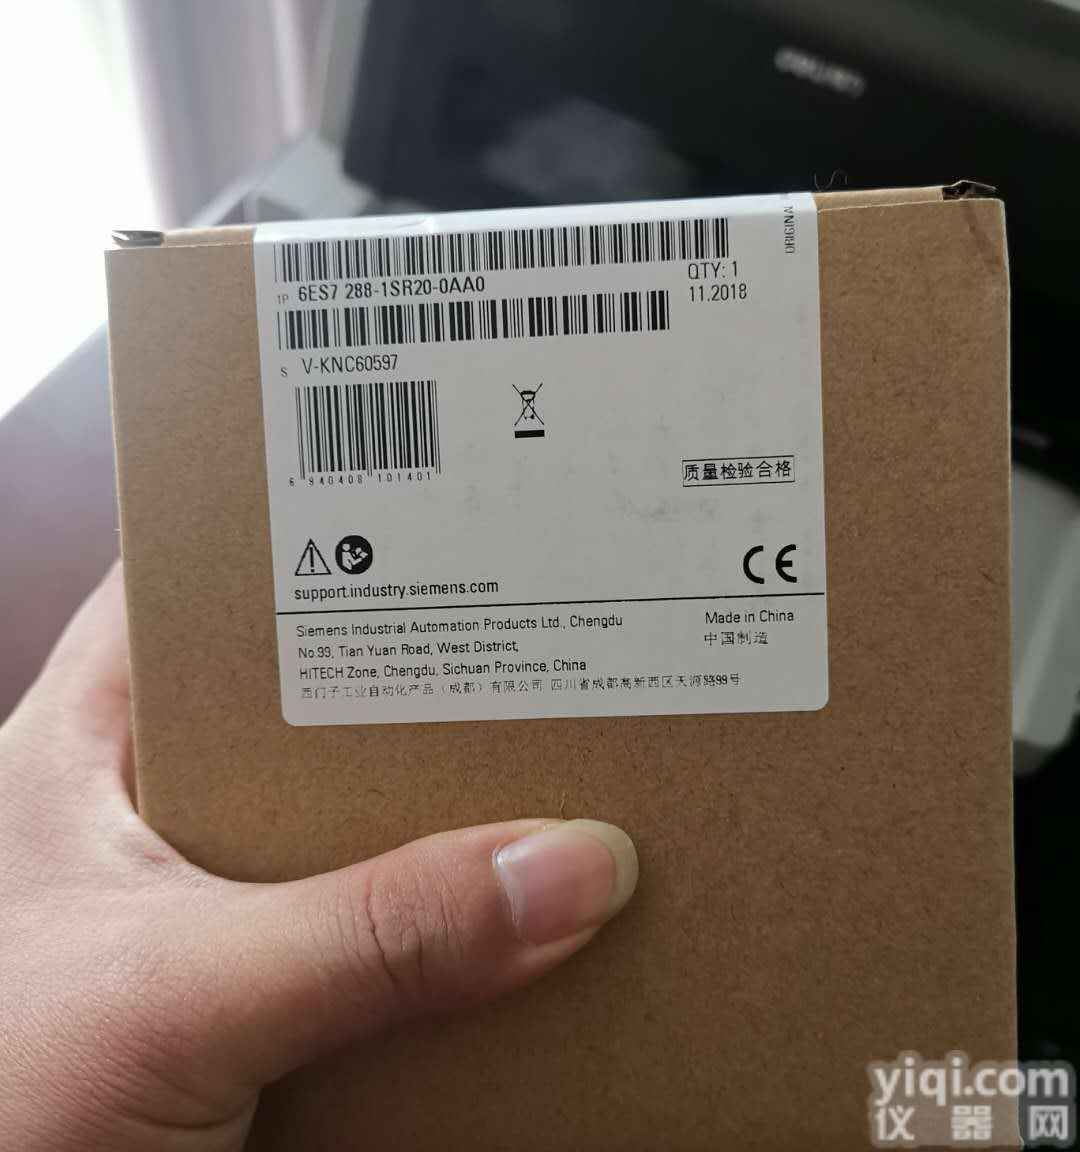 ORIGINAL
1P 6ES7 288-1SR20-0AA0
QTY: 1
11.2018
S V-KNC60597
6 940408 101401
质量检验合格
CE
support.industry.siemens.com
Siemens Industrial Automation Products Ltd., Chengdu
No.99, Tian Yuan Road, West District,
HITECH Zone, Chengdu, Sichuan Province, China
西门子工业自动化产品（成都）有限公司 四川省成都高新西区天河路99号
Made in China
中国制造
yiqi.com
仪器网